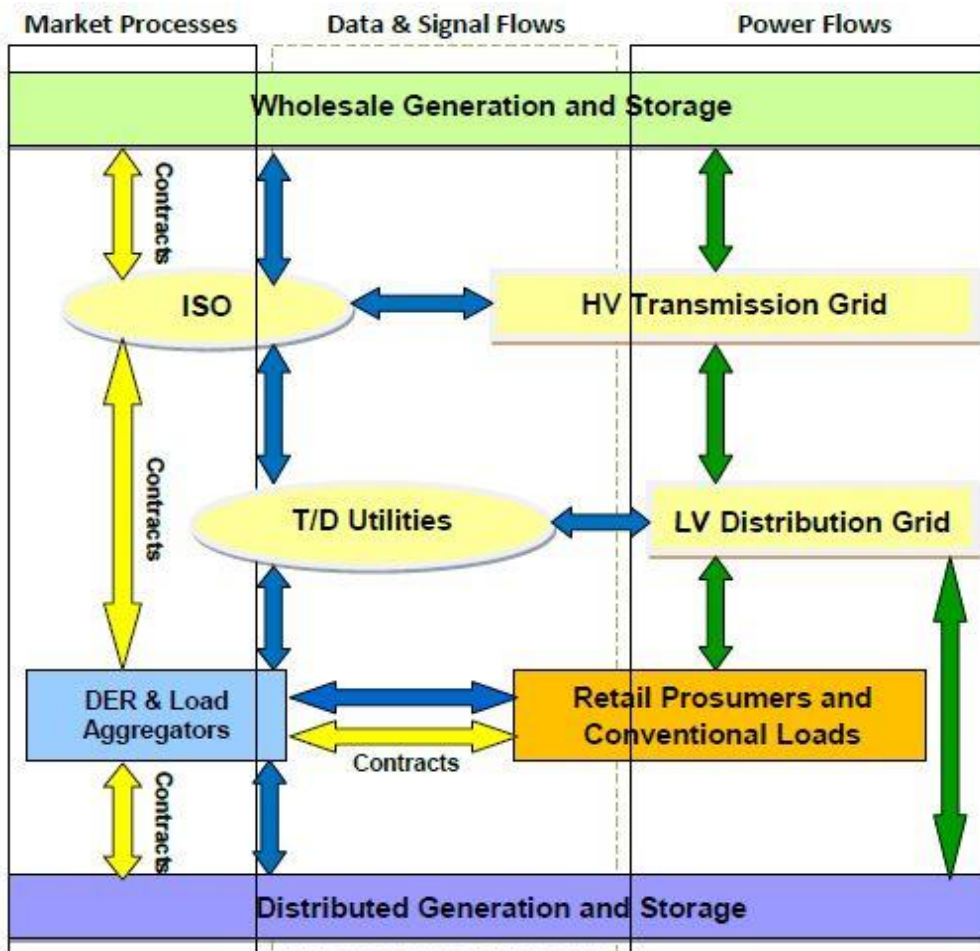 Market Processes
Data & Signal Flows
Power Flows
Wholesale Generation and Storage
Contracts
ISO
HV Transmission Grid
Contracts
T/D Utilities
LV Distribution Grid
DER & Load
Aggregators
Retail Prosumers and
Conventional Loads
Contracts
Contracts
Distributed Generation and Storage